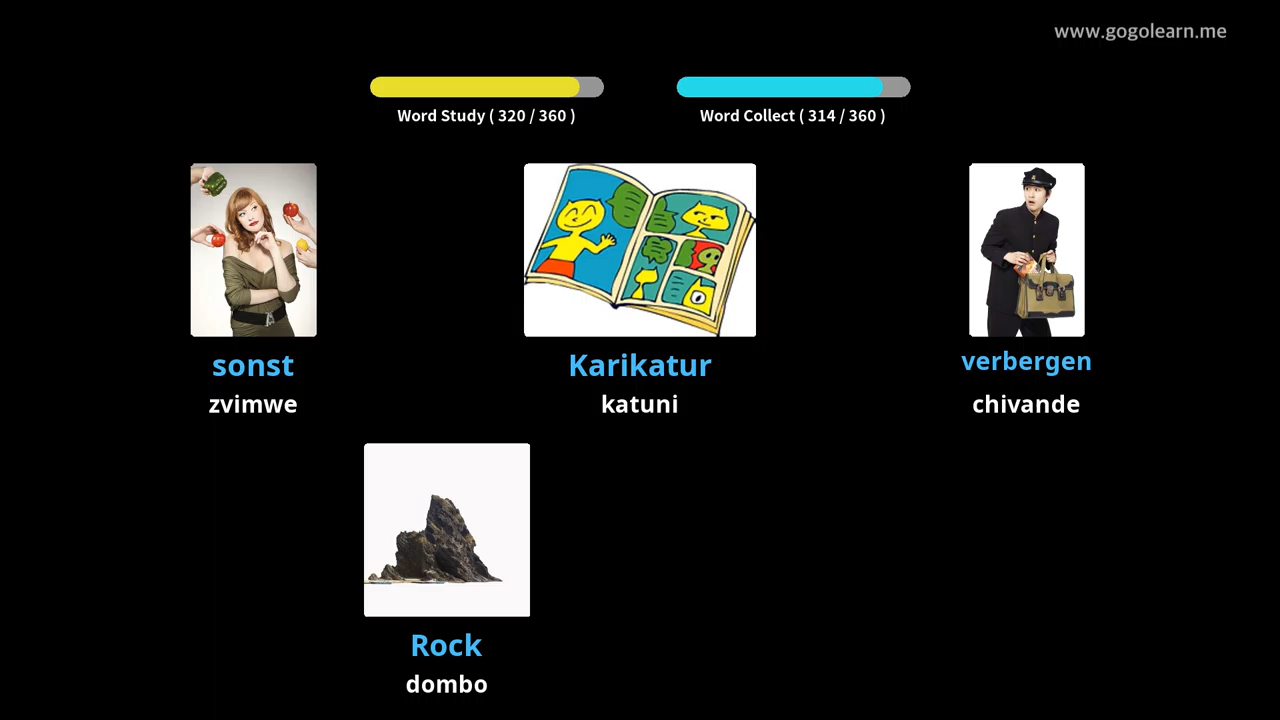 www.gogolearn.me
Word Study ( 320 / 360 )
Word Collect ( 314 / 360 )
sonst
zvimwe
Karikatur
katuni
verbergen
chivande
Rock
dombo